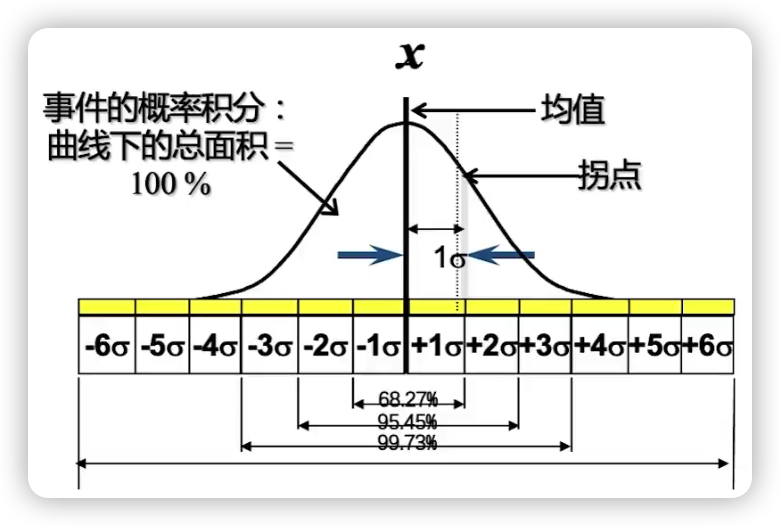 x
事件的概率积分：
曲线下的总面积 =
100 %
均值
拐点
1σ
-6σ -5σ -4σ -3σ -2σ -1σ +1σ +2σ +3σ +4σ +5σ +6σ
68.27%
95.45%
99.73%